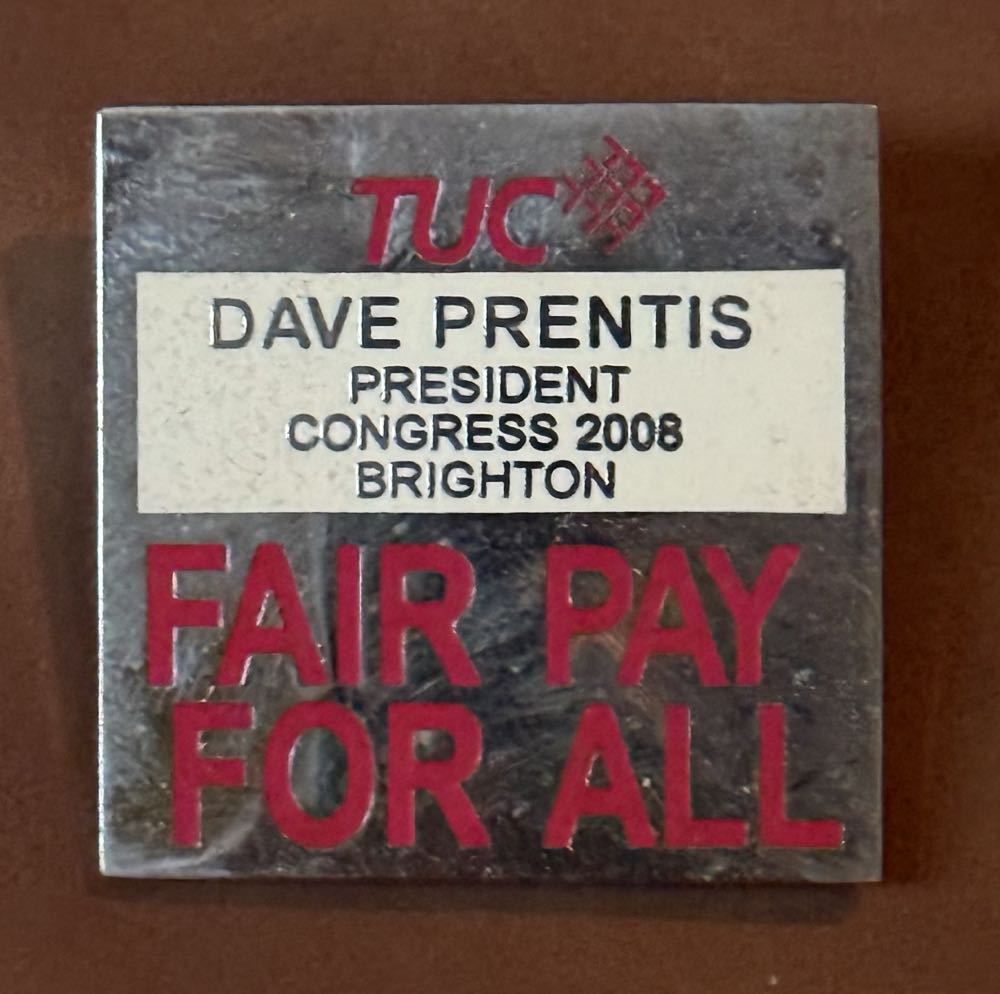 TUC
DAVE PRENTIS
PRESIDENT
CONGRESS 2008
BRIGHTON
FAIR PAY
FOR ALL